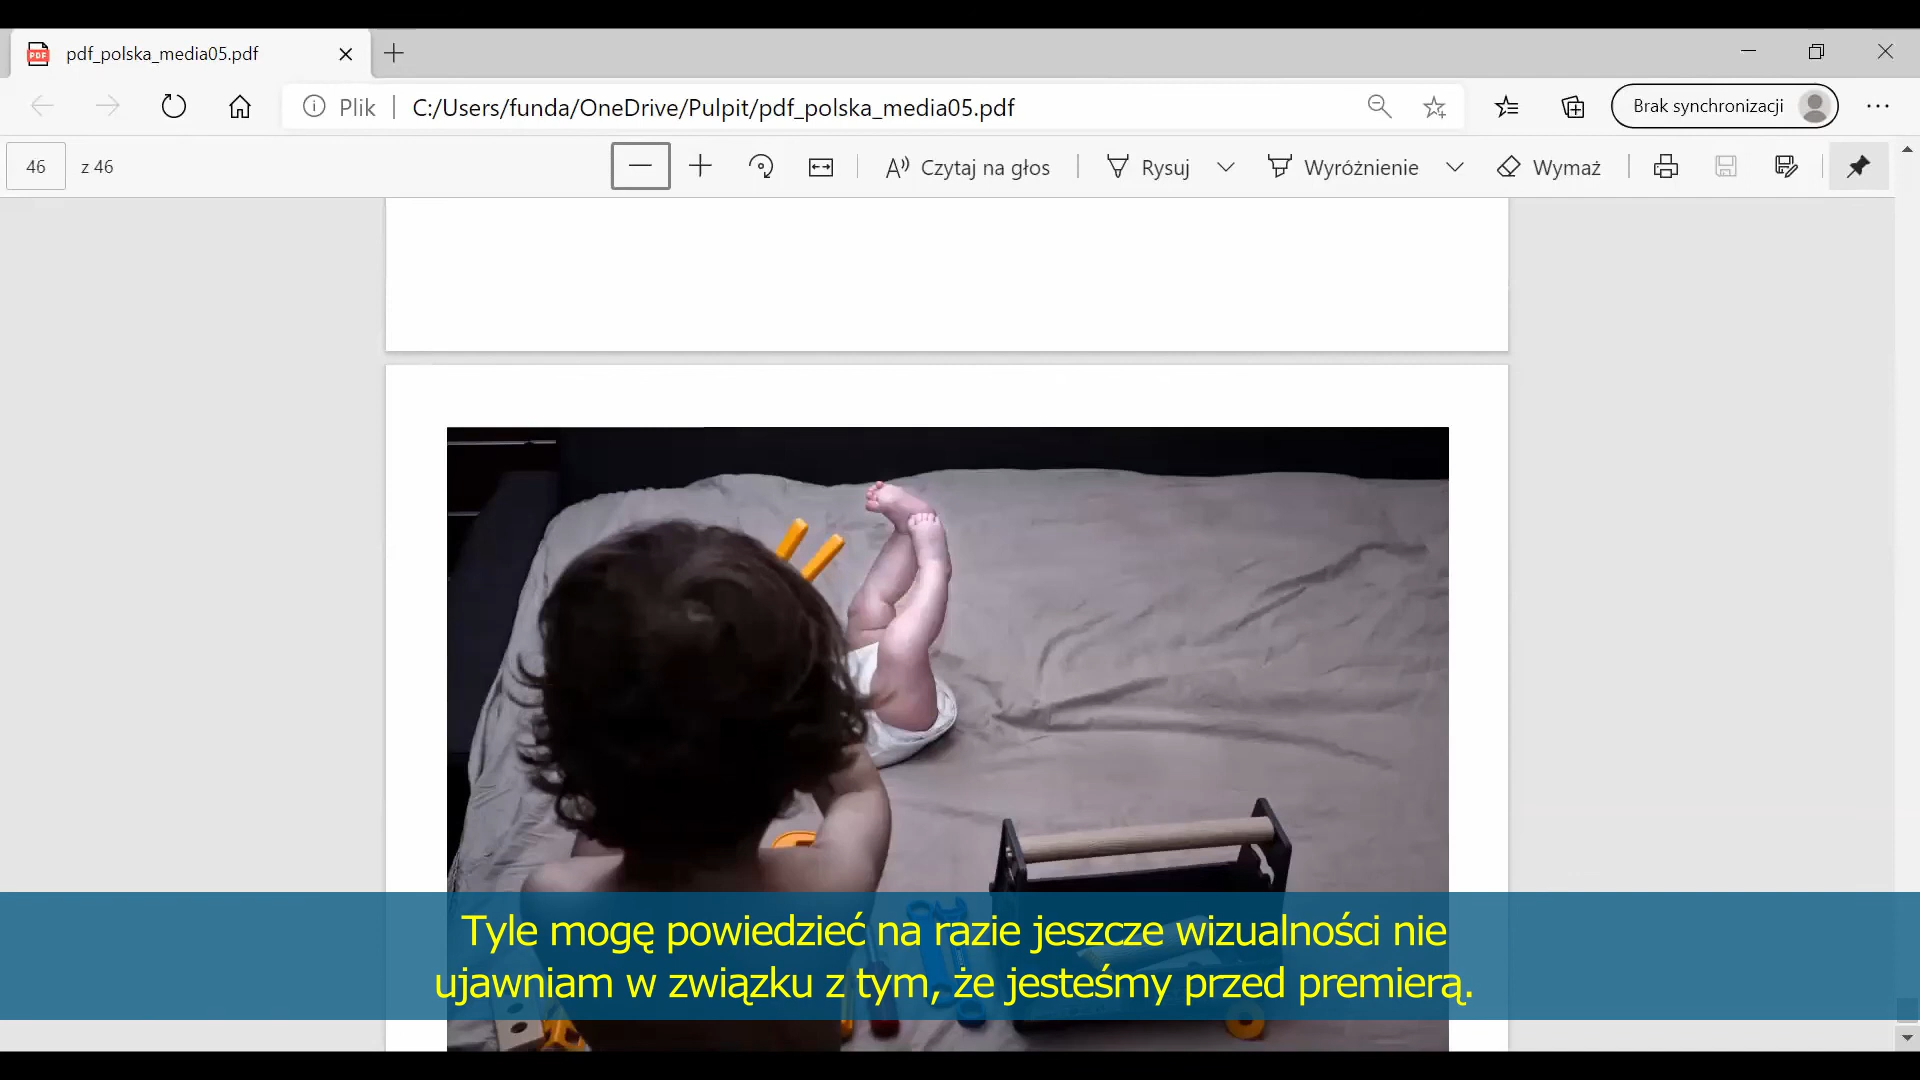 pdf_polska_media05.pdf
Plik
C:/Users/funda/OneDrive/Pulpit/pdf_polska_media05.pdf
Brak synchronizacji
46 z 46
Czytaj na głos
Rysuj
Wyróżnienie
Wymaż
Tyle mogę powiedzieć na razie jeszcze wizualności nie
ujawniam w związku z tym, że jesteśmy przed premierą.